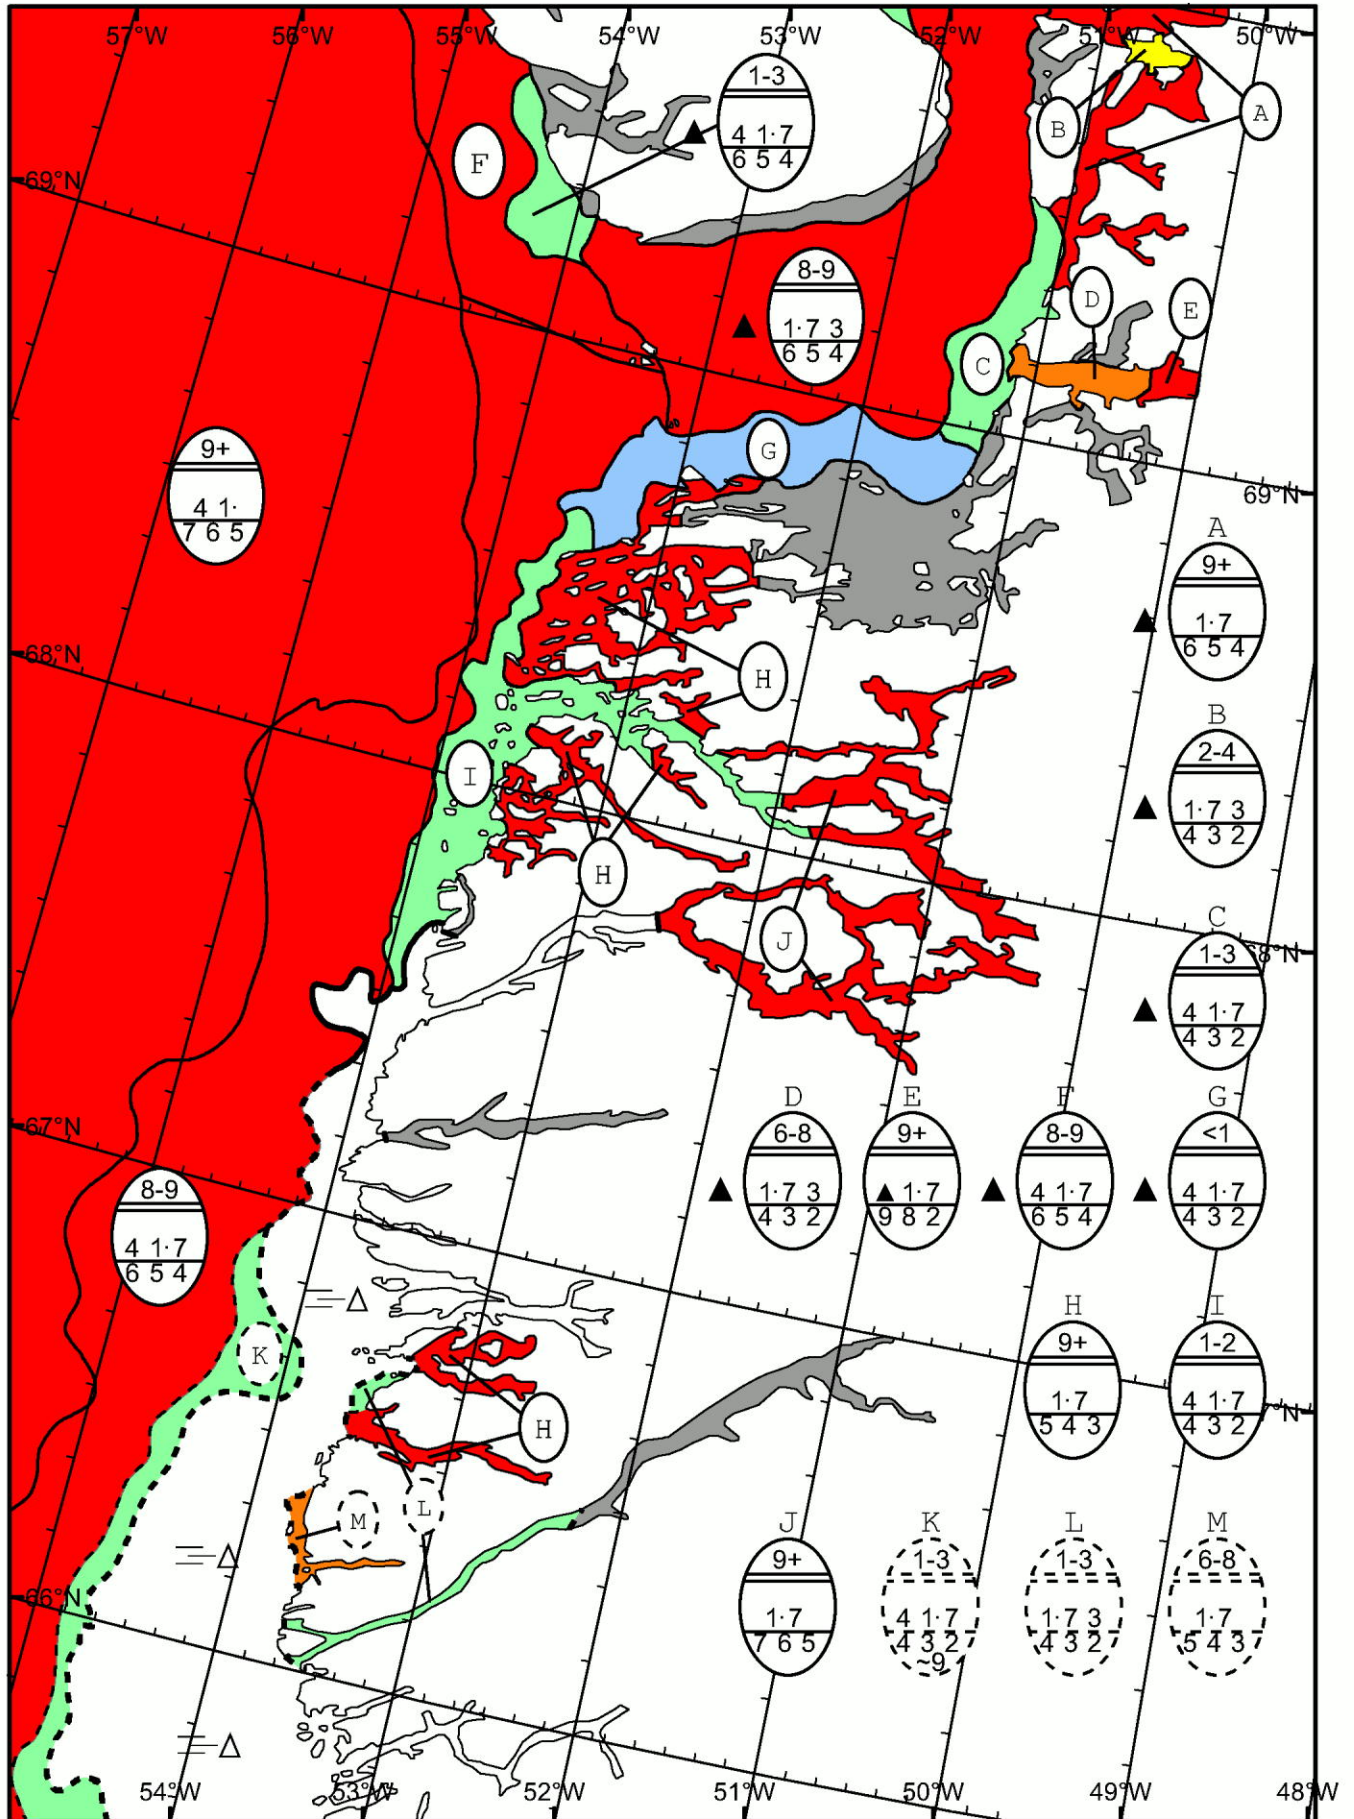 57°W 56°W 55°W 54°W 53°W 52°W 51°W 50°W
1-3
4 1·7
6 5 4
B
A
F
69°N
8-9
1·7 3
6 5 4
D
E
C
9+
4 1·
7 6 5
G
69°N
A
9+
1·7
6 5 4
68°N
H
B
2-4
1·7 3
4 3 2
I
H
J
C
1-3
4 1·7
4 3 2
68°N
67°N
D
6-8
1·7 3
4 3 2
E
9+
▲ 1·7
9 8 2
F
8-9
4 1·7
6 5 4
G
<1
4 1·7
4 3 2
8-9
4 1·7
6 5 4
K
H
9+
1·7
5 4 3
I
1-2
4 1·7
4 3 2
7°N
H
L
M
J
9+
1·7
7 6 5
K
1-3
4 1·7
4 3 2
~9
L
1-3
1·7 3
4 3 2
M
6-8
1·7
5 4 3
66°N
54°W 53°W 52°W 51°W 50°W 49°W 48°W